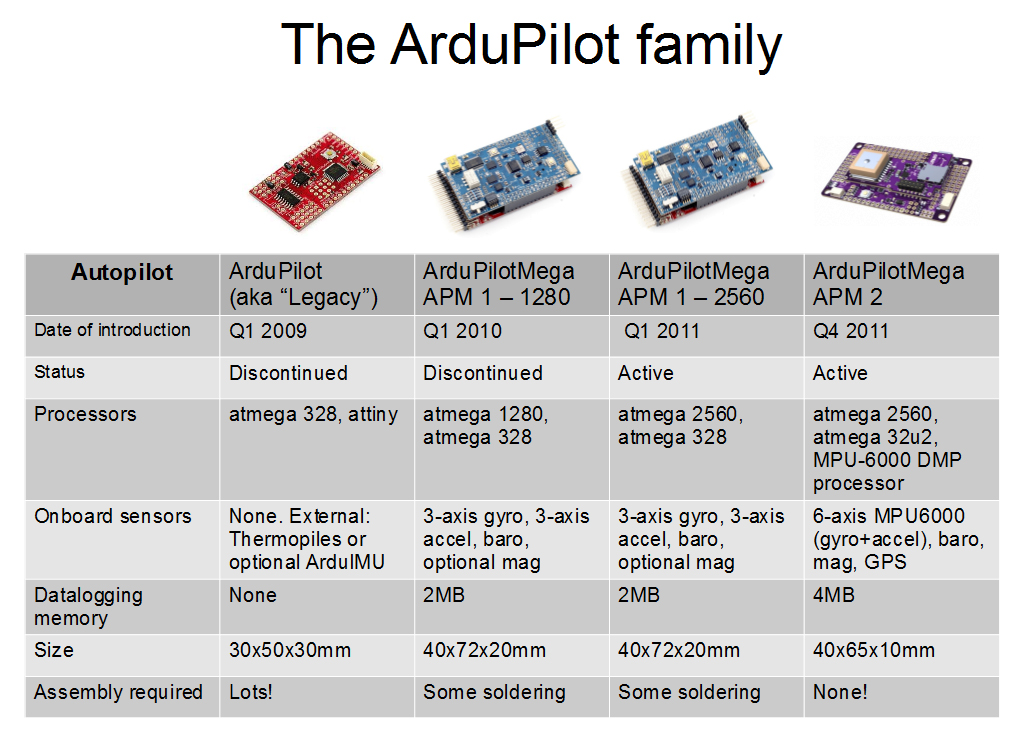 The ArduPilot family
Autopilot
ArduPilot
(aka “Legacy”)
ArduPilotMega
APM 1 – 1280
ArduPilotMega
APM 1 – 2560
ArduPilotMega
APM 2
Date of introduction
Q1 2009
Q1 2010
Q1 2011
Q4 2011
Status
Discontinued
Discontinued
Active
Active
Processors
atmega 328, attiny
atmega 1280,
atmega 328
atmega 2560,
atmega 328
atmega 2560,
atmega 32u2,
MPU-6000 DMP
processor
Onboard sensors
None. External:
Thermopiles or
optional ArduIMU
3-axis gyro, 3-axis
accel, baro,
optional mag
3-axis gyro, 3-axis
accel, baro,
optional mag
6-axis MPU6000
(gyro+accel), baro,
mag, GPS
Datalogging
memory
None
2MB
2MB
4MB
Size
30x50x30mm
40x72x20mm
40x72x20mm
40x65x10mm
Assembly required
Lots!
Some soldering
Some soldering
None!